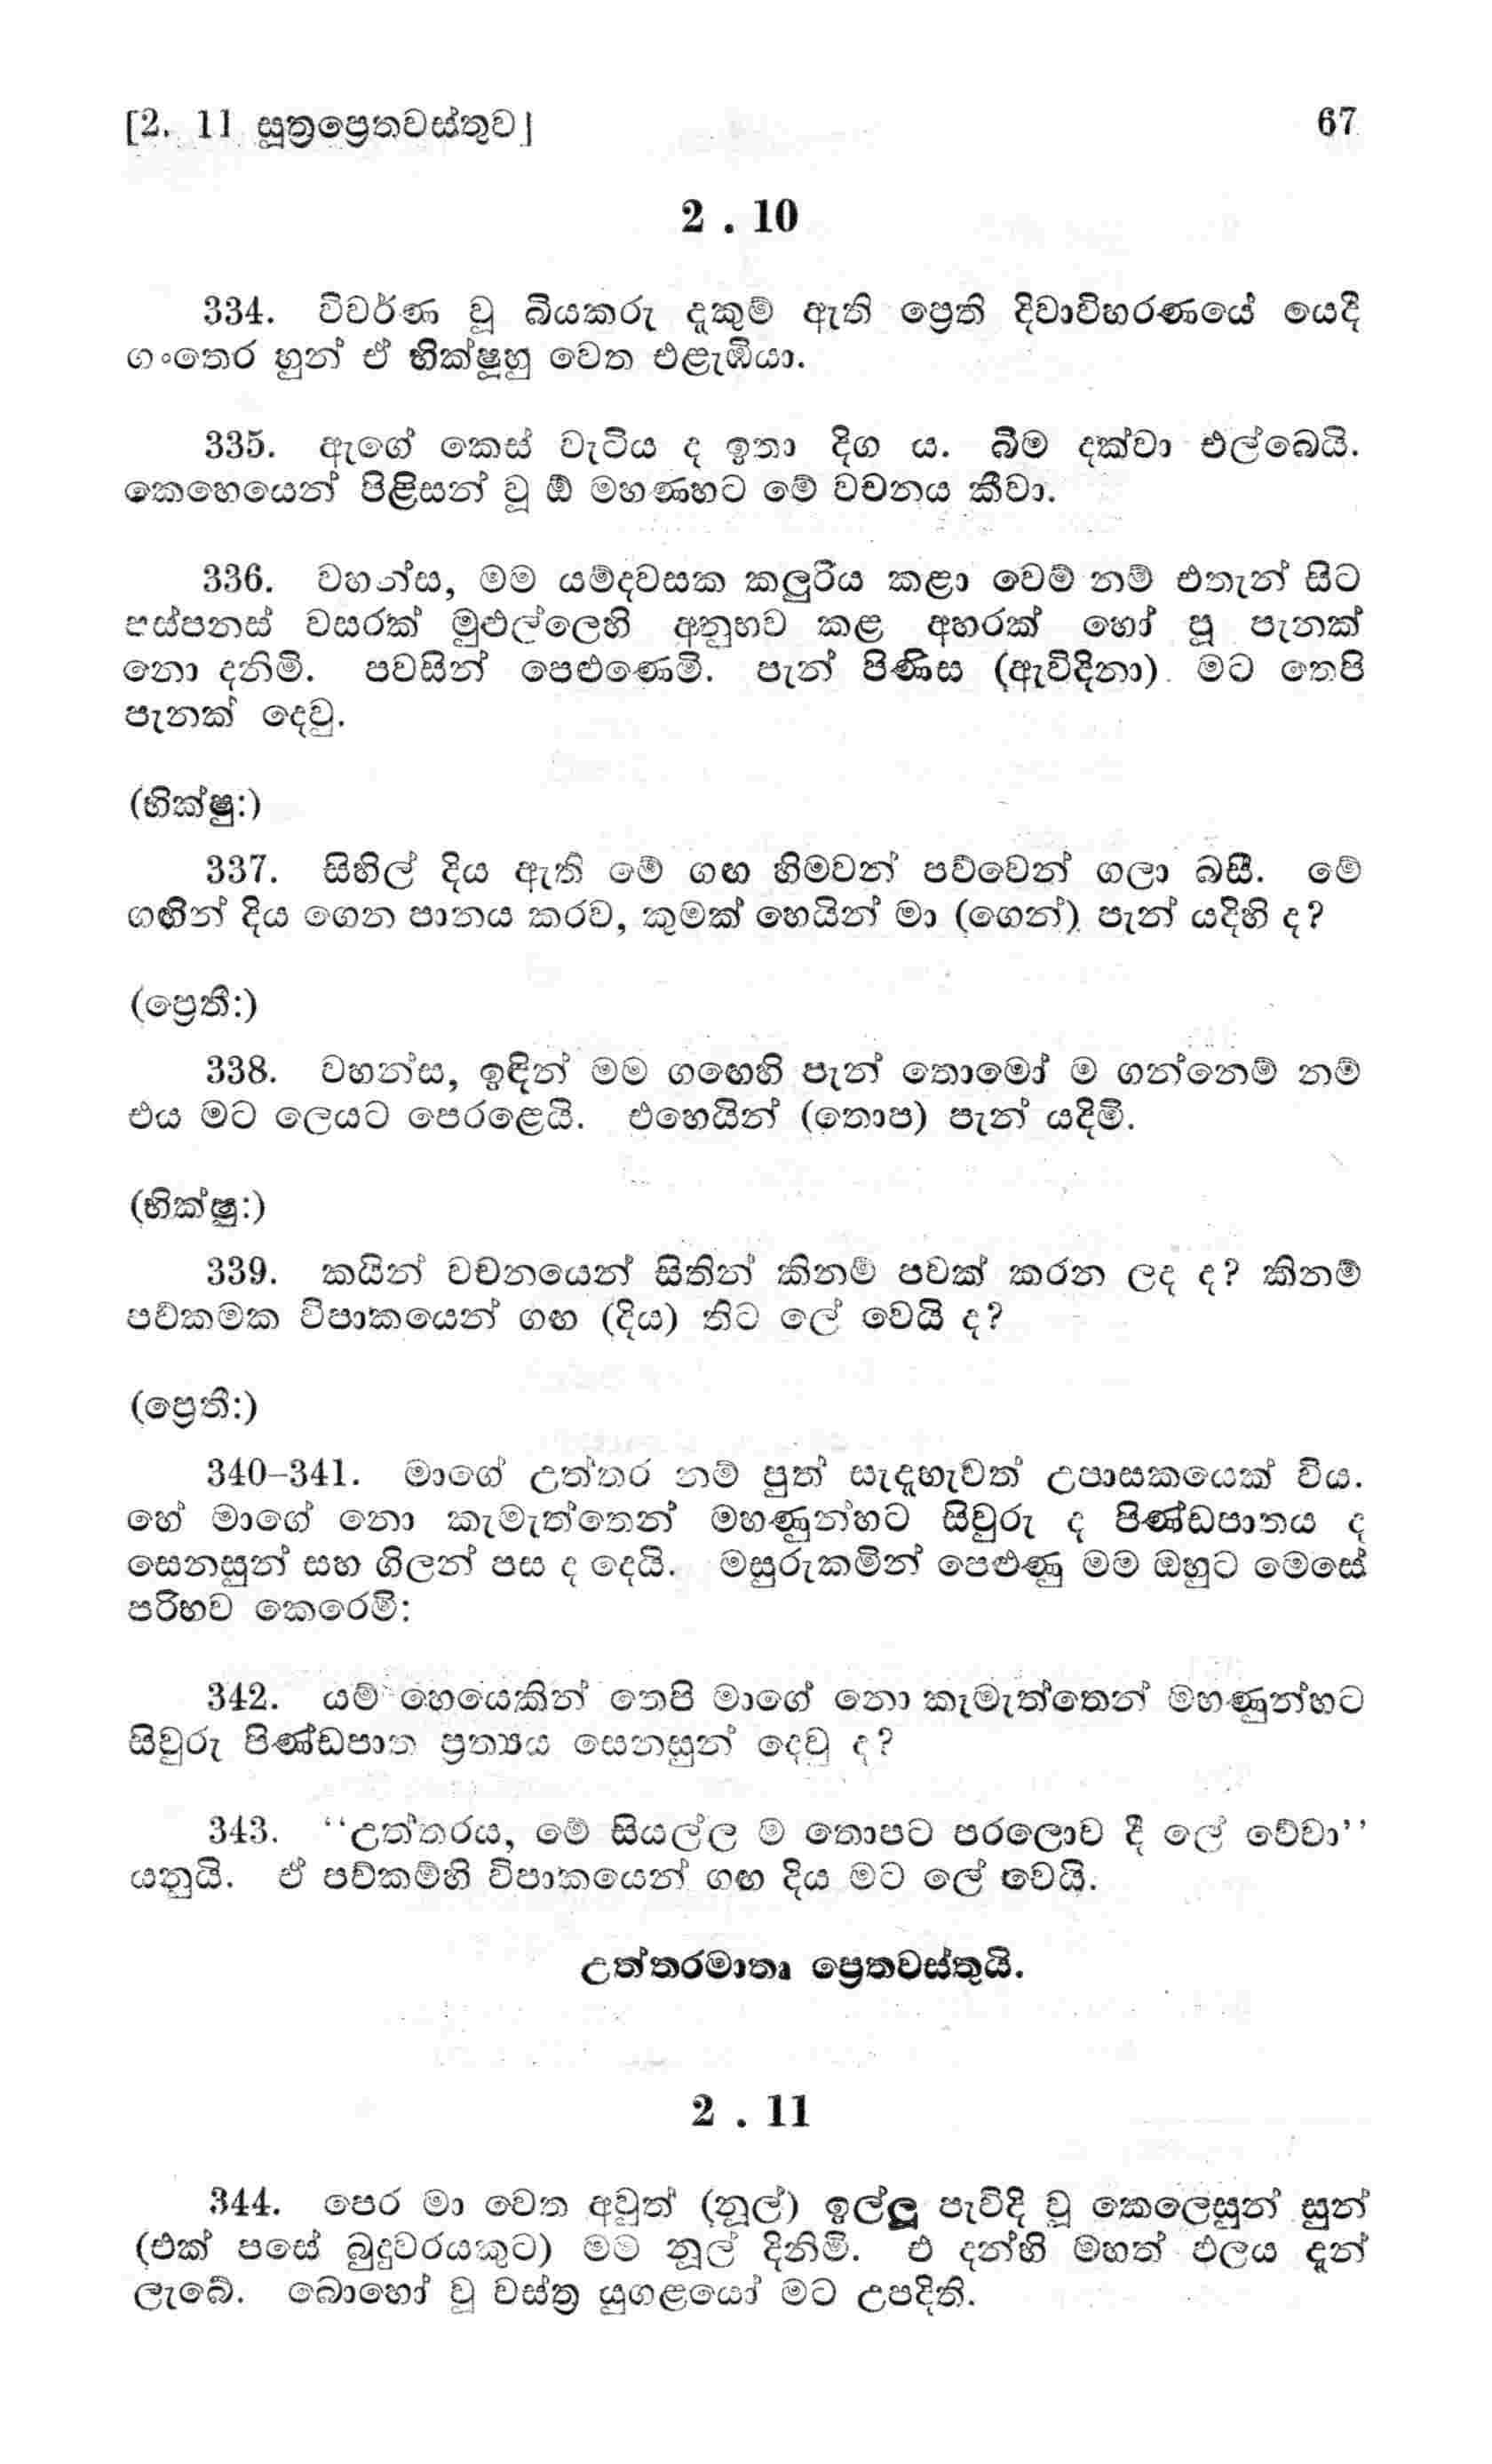 [2. 11 සූත්‍රප්‍රෙතවස්තුව] 67
2 . 10
334. විවර්ණ වූ බියකරු දැකුම් ඇති ප්‍රෙති දිවාවිහරණයේ යෙදී
ගංතෙර හුන් ඒ භික්ෂූහු වෙත එළැඹියා.
335. ඇගේ කෙස් වැටිය ද ඉතා දිග ය. බිම දක්වා එල්බෙයි.
කෙහෙයෙන් පිළිසන් වූ ඕ මහණහට මේ වචනය කීවා.
336. වහන්ස, මම යම්දවසක කලුරිය කළා වෙම් නම් එතැන් සිට
පස්පනස් වසරක් මුළුල්ලෙහි අනුභව කළ අහරක් හෝ පූ පැනක්
නො දනිමි. පවසින් පෙළුණෙමි. පැන් පිණිස (ඇවිදිනා) මට තෙපි
පැනක් දෙවු.
(භික්ෂු:)
337. සිහිල් දිය ඇති මේ ගඟ හිමවන් පව්වෙන් ගලා බසී. මේ
ගඟින් දිය ගෙන පානය කරව, කුමක් හෙයින් මා (ගෙන්) පැන් යදිහි ද?
(ප්‍රෙතී:)
338. වහන්ස, ඉඳින් මම ගඟෙහි පැන් තොමෝ ම ගන්නෙම් නම්
එය මට ලෙයට පෙරළෙයි. එහෙයින් (තොප) පැන් යදිමි.
(භික්ෂු:)
339. කයින් වචනයෙන් සිතින් කිනම් පවක් කරන ලද ද? කිනම්
පව්කමක විපාකයෙන් ගඟ (දිය) තිට ලේ වෙයි ද?
(ප්‍රෙතී:)
340–341. මාගේ උත්තර නම් පුත් සැදැහැවත් උපාසකයෙක් විය.
හේ මාගේ නො කැමැත්තෙන් මහණුන්හට සිවුරු ද පිණ්ඩපාතය ද
සෙනසුන් සහ ගිලන් පස ද දෙයි. මසුරුකමින් පෙළුණු මම ඔහුට මෙසේ
පරිභව කෙරෙමි:
342. යම් හෙයෙකින් තෙපි මාගේ නො කැමැත්තෙන් මහණුන්හට
සිවුරු පිණ්ඩපාත ප්‍රත්‍යය සෙනසුන් දෙවු ද?
343. ‘‘උත්තරය, මේ සියල්ල ම තොපට පරලොව දී ලේ වේවා’’
යනුයි. ඒ පව්කම්හි විපාකයෙන් ගඟ දිය මට ලේ වෙයි.
උත්තරමාතෘ ප්‍රෙතවස්තුයි.
2 . 11
344. පෙර මා වෙත අවුත් (නූල්) ඉල්ලූ පැවිදි වූ කෙලෙසුන් සුන්
(එක් පසේ බුදුවරයකුට) මම නූල් දිනිමි. එ දන්හි මහත් ඵලය දැන්
ලැබේ. බොහෝ වූ වස්ත්‍ර යුගළයෝ මට උපදිති.